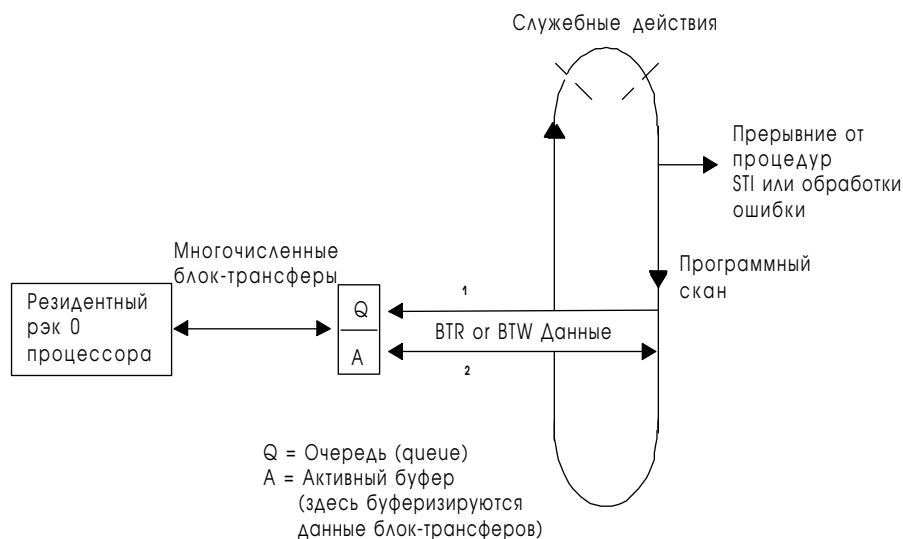 Служебные действия
Прерывние от
процедур
STI или обработки
ошибки
Многочисленные
блок-трансферы
Программный
скан
Резидентный
рэк 0
процессора
1
Q
BTR or BTW Данные
A
2
Q = Очередь (queue)
A = Активный буфер
(здесь буферизируются
данные блок-трансферов)